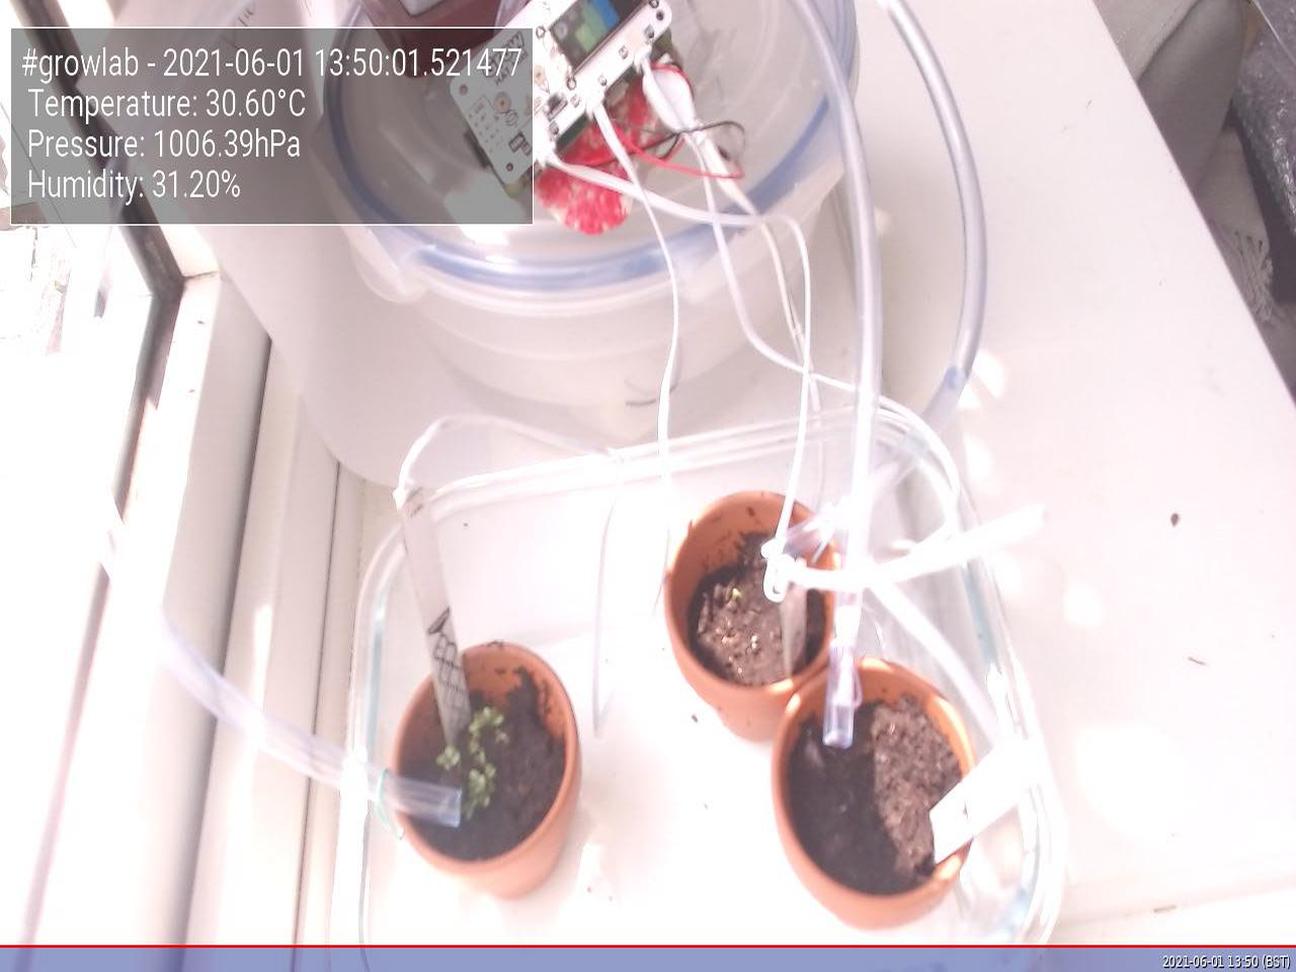 #growlab - 2021-06-01 13:50:01.521477
Temperature: 30.60°C
Pressure: 1006.39hPa
Humidity: 31.20%
2021-06-01 13:50 (BST)